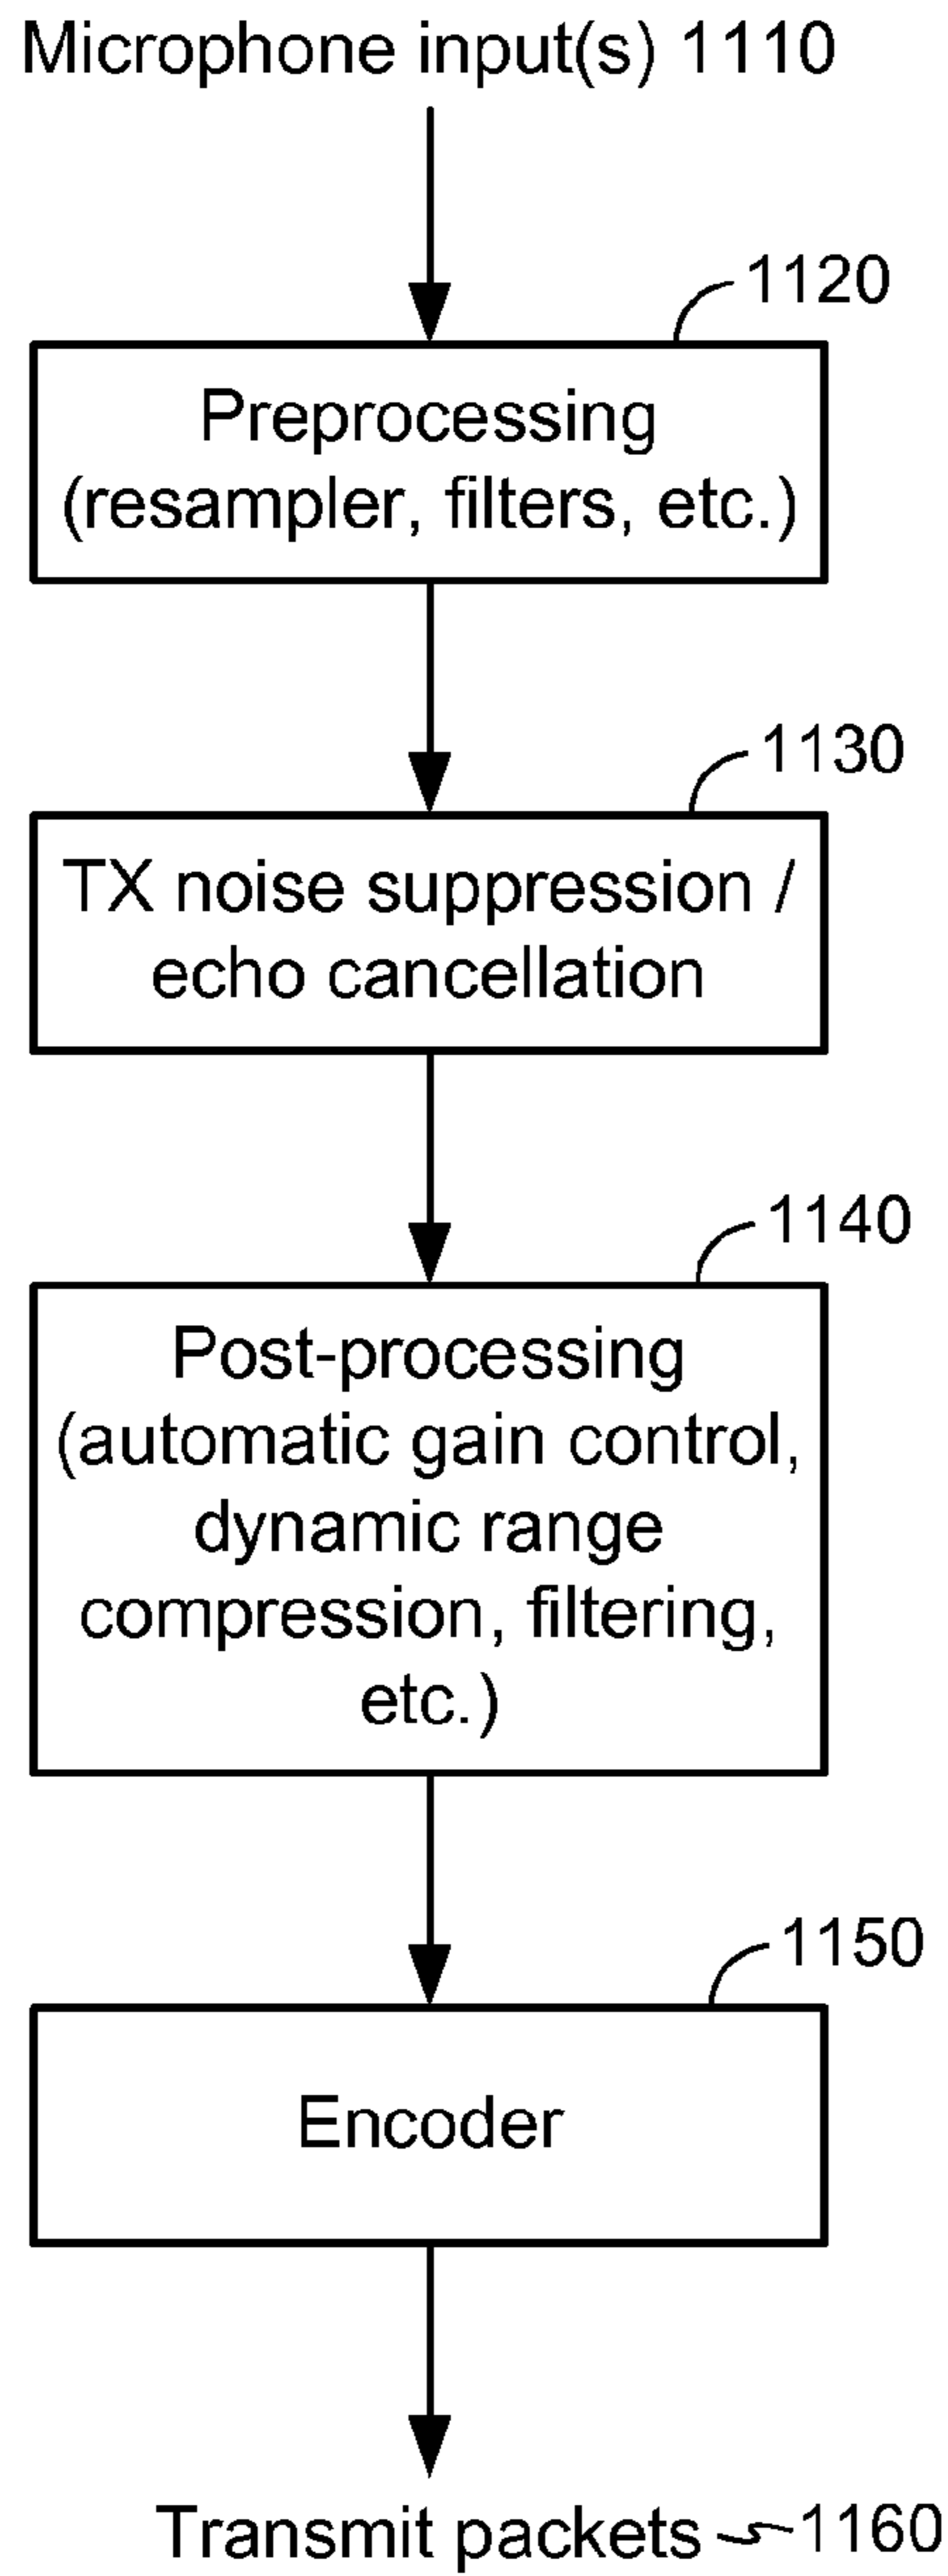 Microphone input(s) 1110
1120
Preprocessing
(resampler, filters, etc.)
1130
TX noise suppression /
echo cancellation
1140
Post-processing
(automatic gain control,
dynamic range
compression, filtering,
etc.)
1150
Encoder
Transmit packets 1160